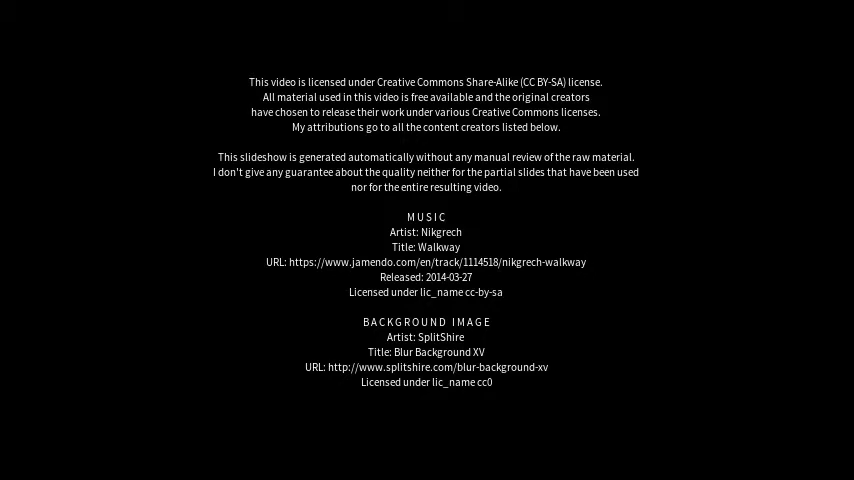 This video is licensed under Creative Commons Share-Alike (CC BY-SA) license.
All material used in this video is free available and the original creators
have chosen to release their work under various Creative Commons licenses.
My attributions go to all the content creators listed below.
This slideshow is generated automatically without any manual review of the raw material.
I don't give any guarantee about the quality neither for the partial slides that have been used
nor for the entire resulting video.
M U S I C
Artist: Nikgrech
Title: Walkway
URL: https://www.jamendo.com/en/track/1114518/nikgrech-walkway
Released: 2014-03-27
Licensed under lic_name cc-by-sa
B A C K G R O U N D   I M A G E
Artist: SplitShire
Title: Blur Background XV
URL: http://www.splitshire.com/blur-background-xv
Licensed under lic_name cc0